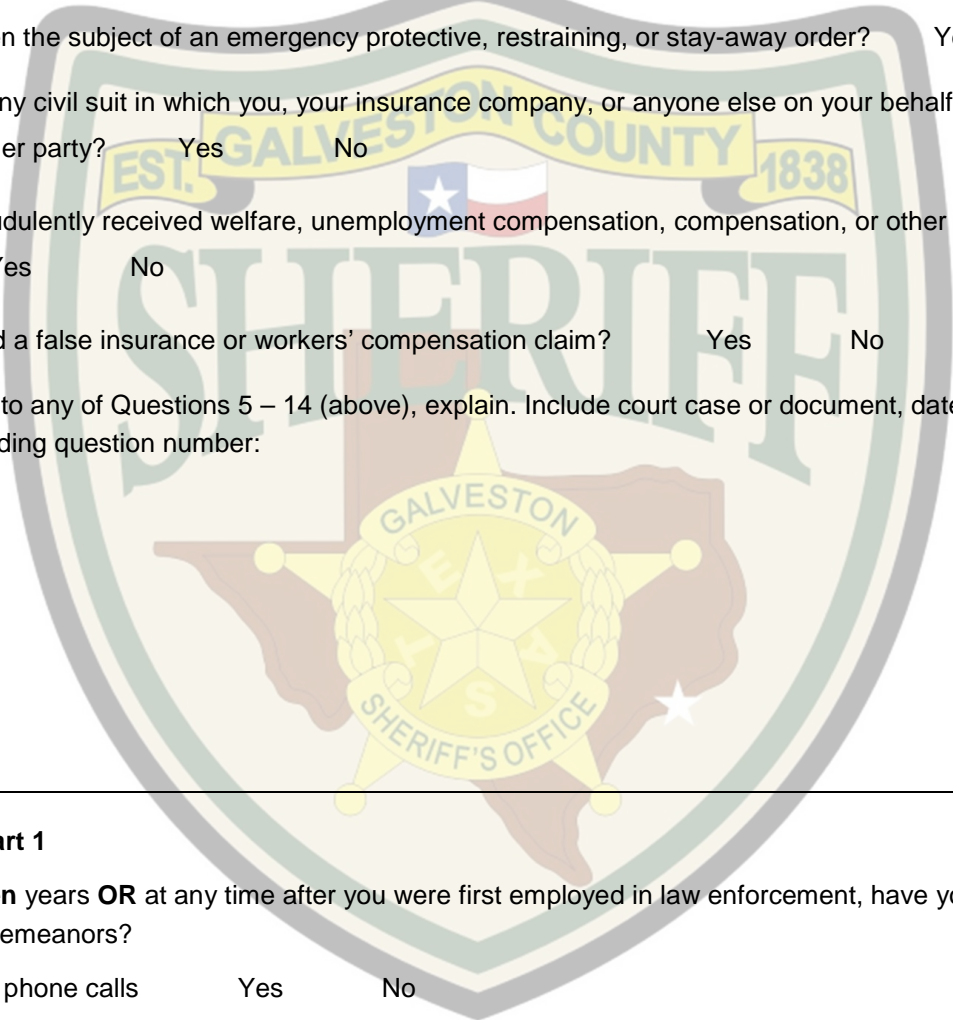 n the subject of an emergency protective, restraining, or stay-away order? Y
ny civil suit in which you, your insurance company, or anyone else on your behalf
er party? Yes No
dulently received welfare, unemployment compensation, compensation, or other
es No
d a false insurance or workers’ compensation claim? Yes No
to any of Questions 5 – 14 (above), explain. Include court case or document, date
ding question number:
art 1
n years OR at any time after you were first employed in law enforcement, have yo
emeanors?
phone calls Yes No
GALVESTON COUNTY
EST. 1838
SHERIFF
GALVESTON
TEXAS
SHERIFF'S OFFICE